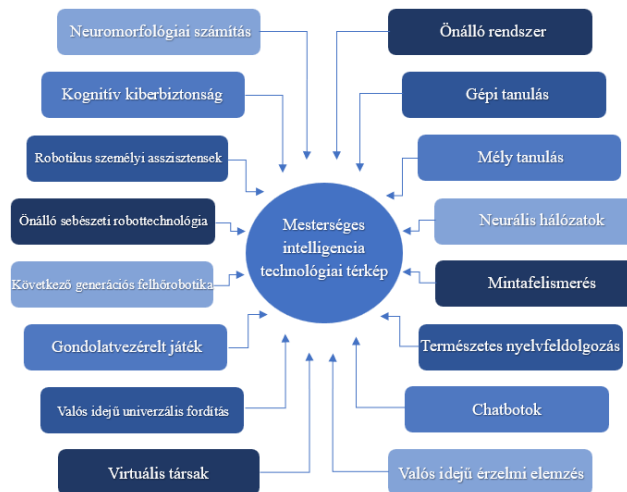 Neuromorfológiai számítás
Önálló rendszer
Kognitív kiberbiztonság
Gépi tanulás
Robotikus személyi asszisztensek
Mély tanulás
Önálló sebészeti robottechnológia
Neurális hálózatok
Mesterséges
intelligencia
technológiai térkép
Következő generációs felhőrobotika
Mintafelismerés
Gondolatvezérelt játék
Természetes nyelvfeldolgozás
Valós idejű univerzális fordítás
Chatbotok
Virtuális társak
Valós idejű érzelmi elemzés